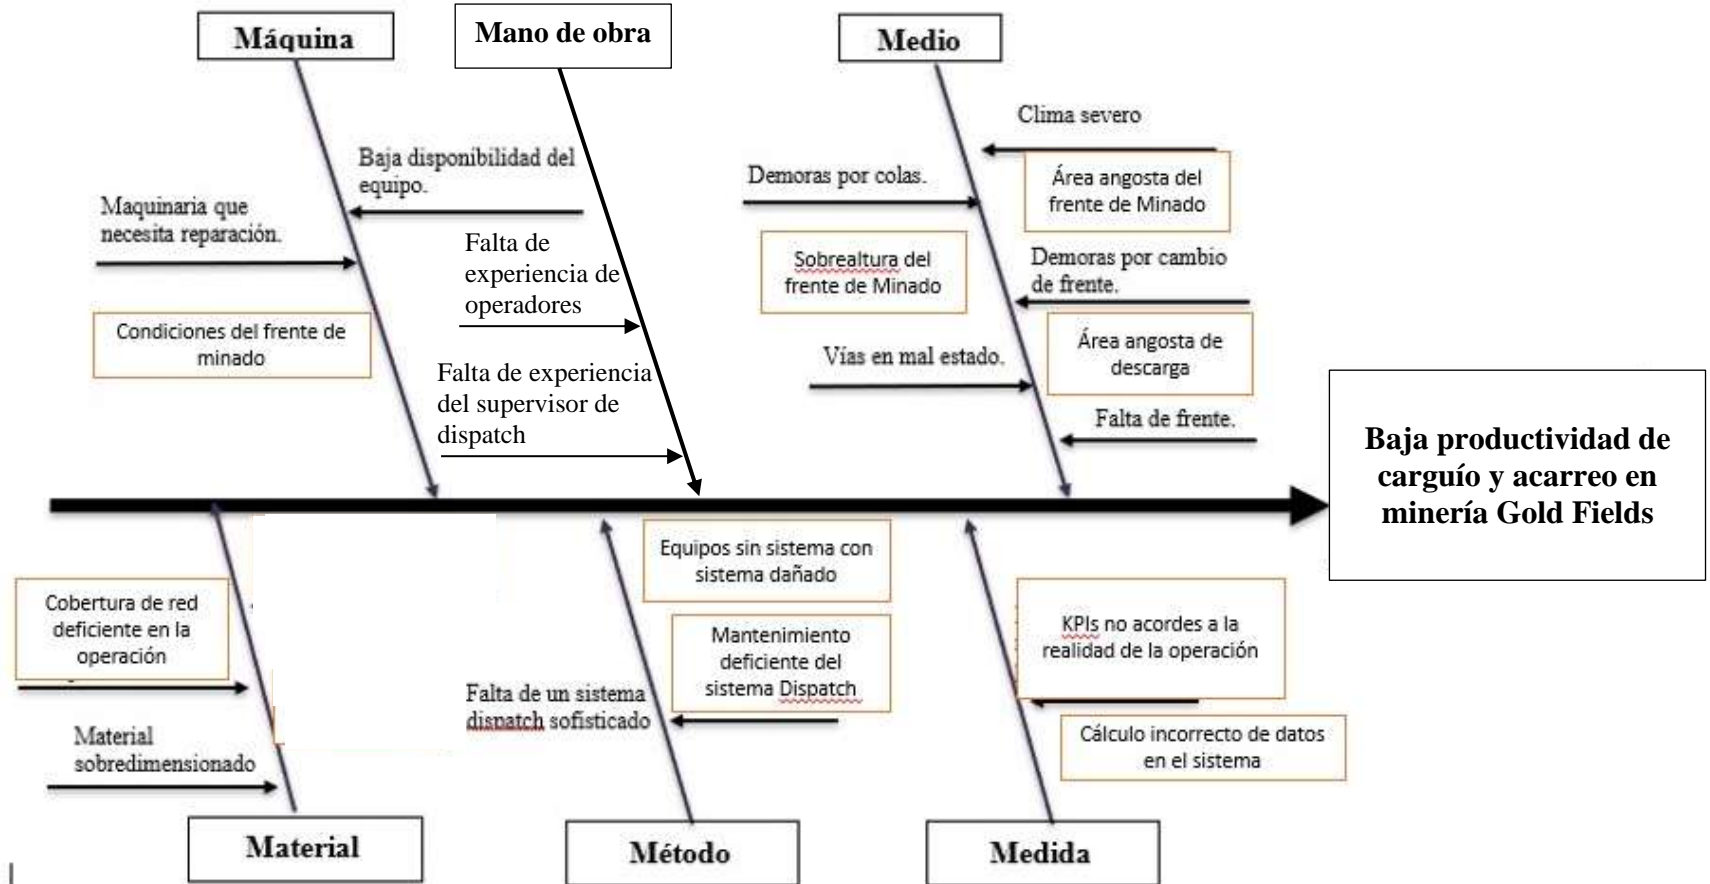 Máquina
Mano de obra
Medio
Clima severo
Baja disponibilidad del
equipo.
Demoras por colas.
Área angosta del
frente de Minado
Maquinaria que
necesita reparación.
Falta de
experiencia de
operadores
Sobrealtura del
frente de Minado
Demoras por cambio
de frente.
Condiciones del frente de
minado
Vías en mal estado.
Área angosta de
descarga
Falta de experiencia
del supervisor de
dispatch
Falta de frente.
Baja productividad de
carguío y acarreo en
minería Gold Fields
Equipos sin sistema con
sistema dañado
Cobertura de red
deficiente en la
operación
KPIs no acordes a la
realidad de la operación
Mantenimiento
deficiente del
sistema Dispatch
Falta de un sistema
dispatch sofisticado
Material
sobredimensionado
Cálculo incorrecto de datos
en el sistema
Material
Método
Medida